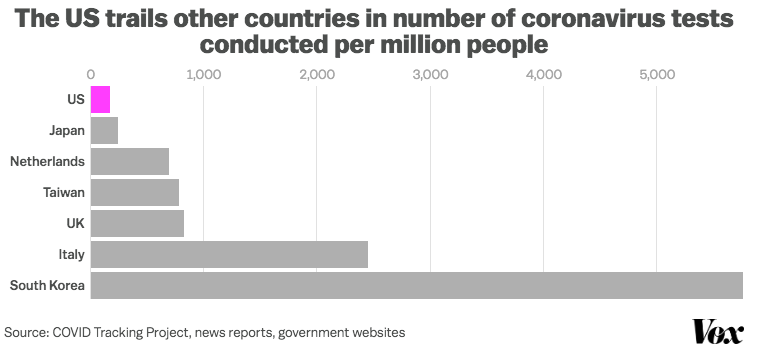 The US trails other countries in number of coronavirus tests
conducted per million people
0 1,000 2,000 3,000 4,000 5,000
US
Japan
Netherlands
Taiwan
UK
Italy
South Korea
Source: COVID Tracking Project, news reports, government websites
Vox